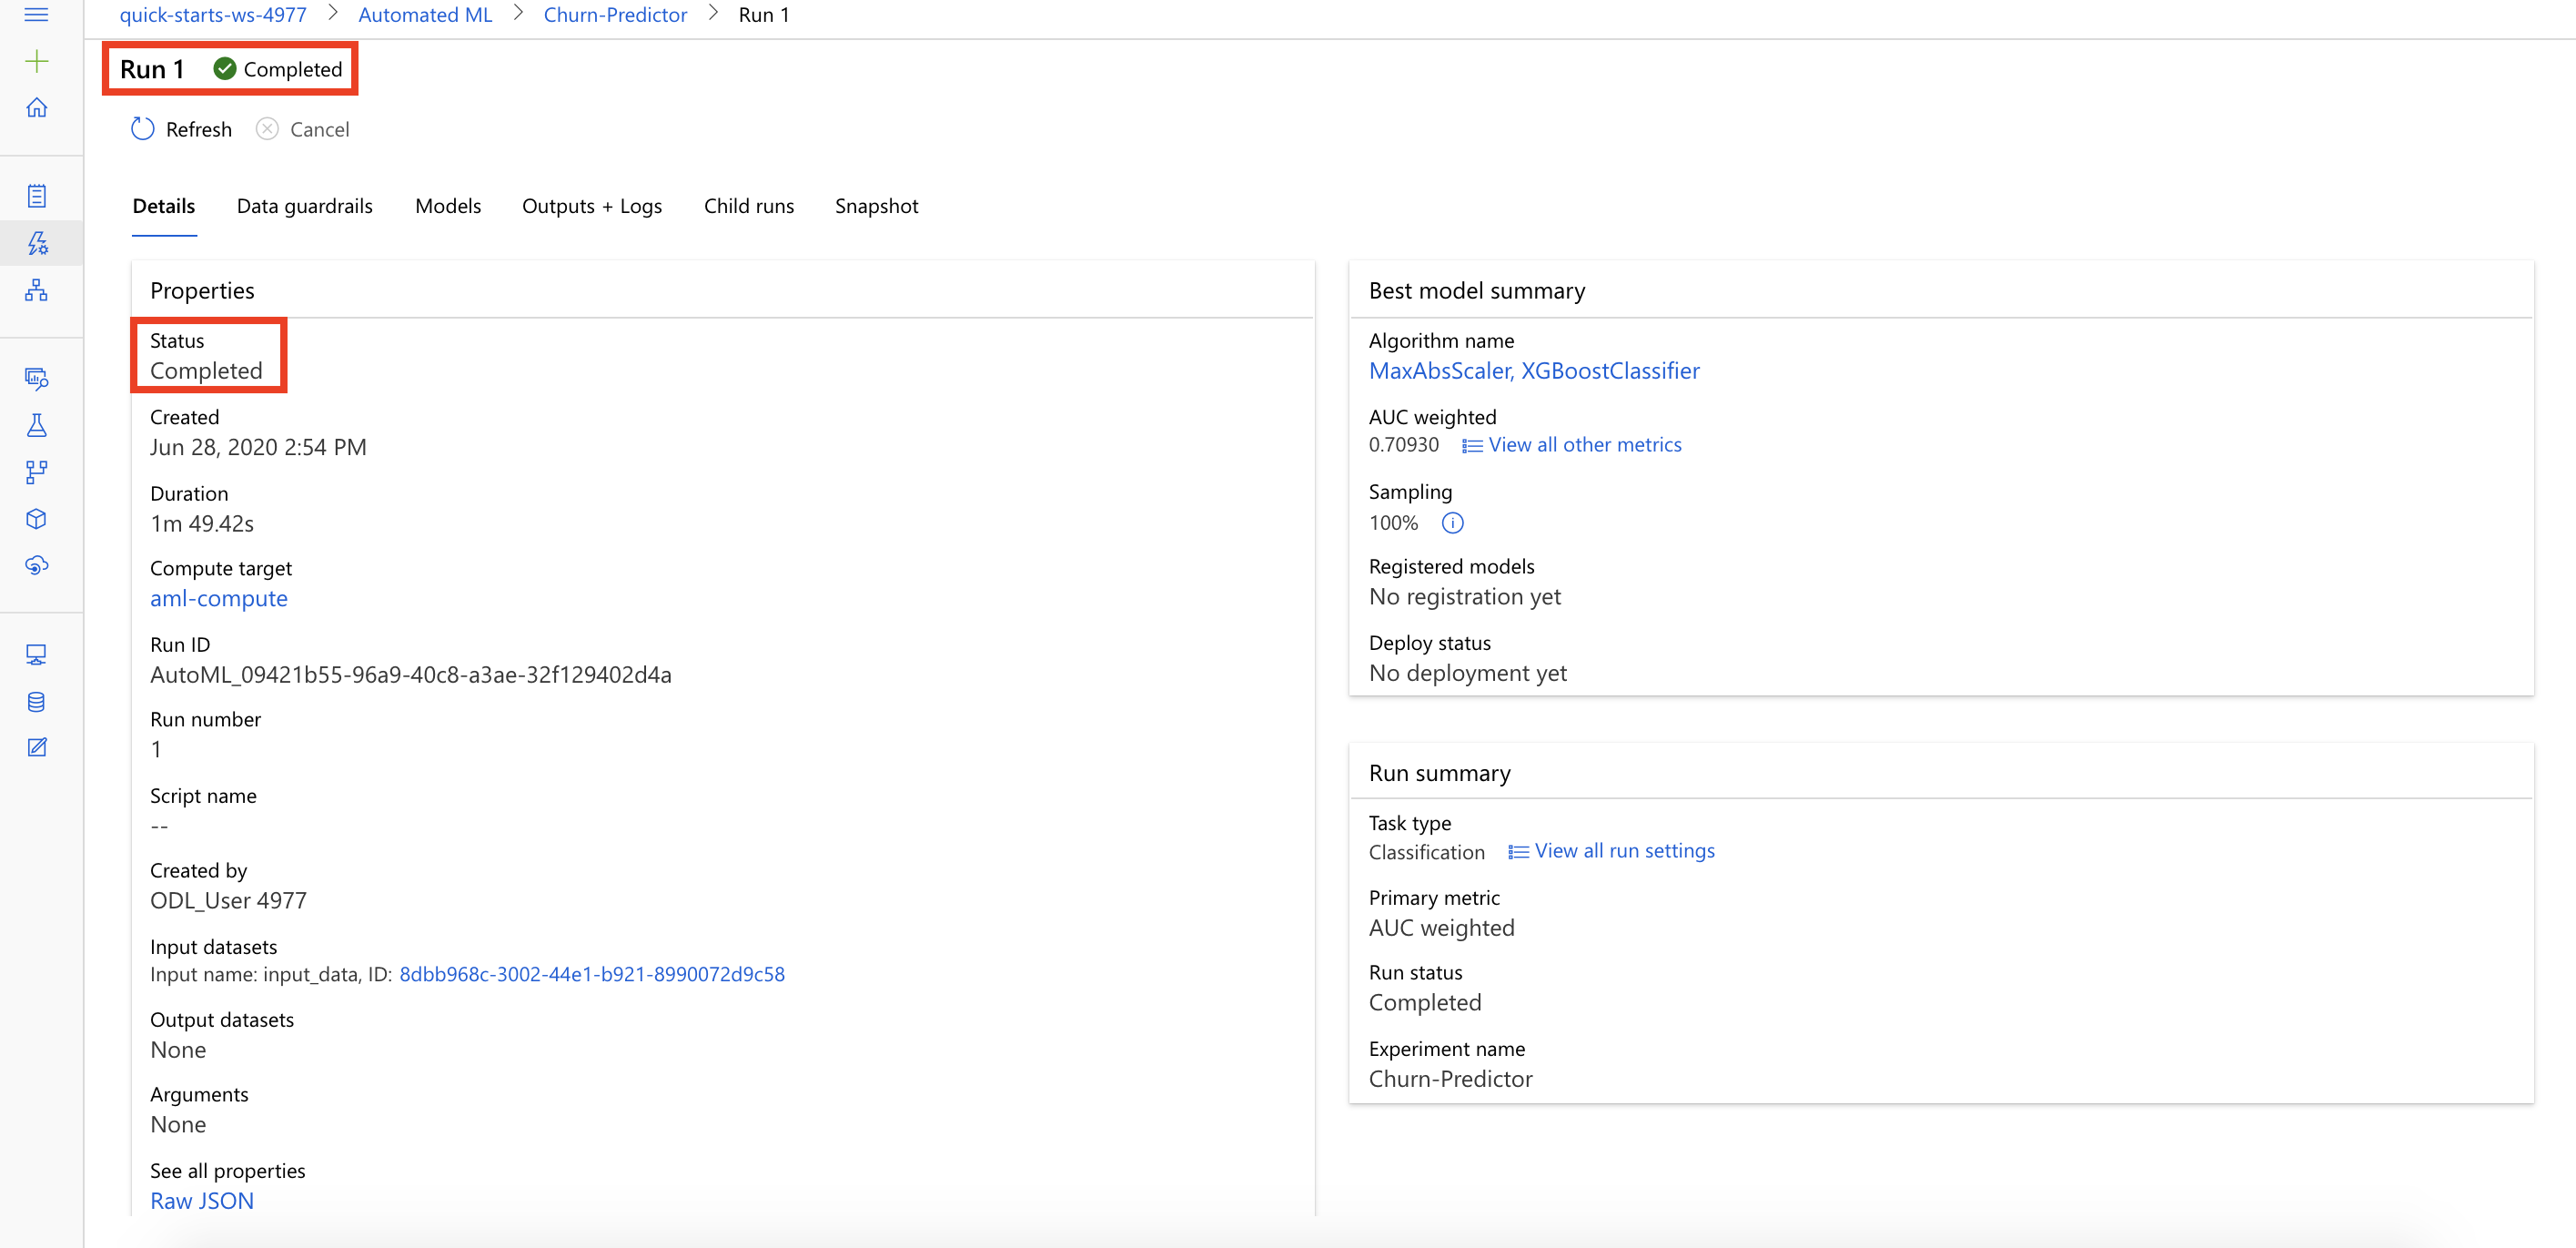 quick-starts-ws-4977 > Automated ML > Churn-Predictor > Run 1
Run 1 Completed
Refresh Cancel
Details Data guardrails Models Outputs + Logs Child runs Snapshot
Properties
Status
Completed
Created
Jun 28, 2020 2:54 PM
Duration
1m 49.42s
Compute target
aml-compute
Run ID
AutoML_09421b55-96a9-40c8-a3ae-32f129402d4a
Run number
1
Script name
--
Created by
ODL_User 4977
Input datasets
Input name: input_data, ID: 8dbb968c-3002-44e1-b921-8990072d9c58
Output datasets
None
Arguments
None
See all properties
Raw JSON
Best model summary
Algorithm name
MaxAbsScaler, XGBoostClassifier
AUC weighted
0.70930 View all other metrics
Sampling
100%
Registered models
No registration yet
Deploy status
No deployment yet
Run summary
Task type
Classification View all run settings
Primary metric
AUC weighted
Run status
Completed
Experiment name
Churn-Predictor